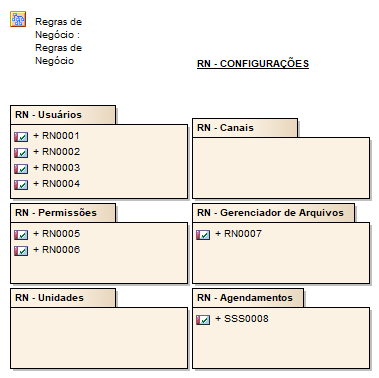 Regras de
Negócio :
Regras de
Negócio
RN - CONFIGURAÇÕES
RN - Usuários
+ RN0001
+ RN0002
+ RN0003
+ RN0004
RN - Canais
RN - Permissões
+ RN0005
+ RN0006
RN - Gerenciador de Arquivos
+ RN0007
RN - Unidades
RN - Agendamentos
+ SSS0008